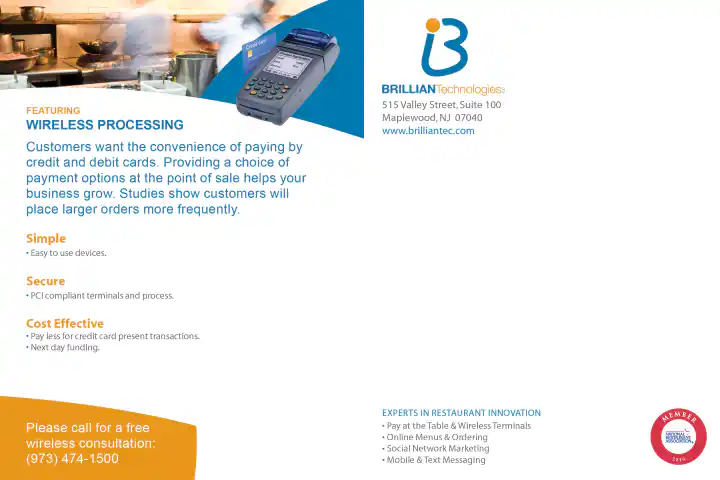 Credit Card
FEATURING
WIRELESS PROCESSING
Customers want the convenience of paying by
credit and debit cards. Providing a choice of
payment options at the point of sale helps your
business grow. Studies show customers will
place larger orders more frequently.
Simple
• Easy to use devices.
Secure
• PCI compliant terminals and process.
Cost Effective
• Pay less for credit card present transactions.
• Next day funding.
Please call for a free
wireless consultation:
(973) 474-1500
BRILLIANTechnologies
515 Valley Street, Suite 100
Maplewood, NJ 07040
www.brilliantec.com
EXPERTS IN RESTAURANT INNOVATION
• Pay at the Table & Wireless Terminals
• Online Menus & Ordering
• Social Network Marketing
• Mobile & Text Messaging
MEMBER
NATIONAL
RESTAURANT
ASSOCIATION